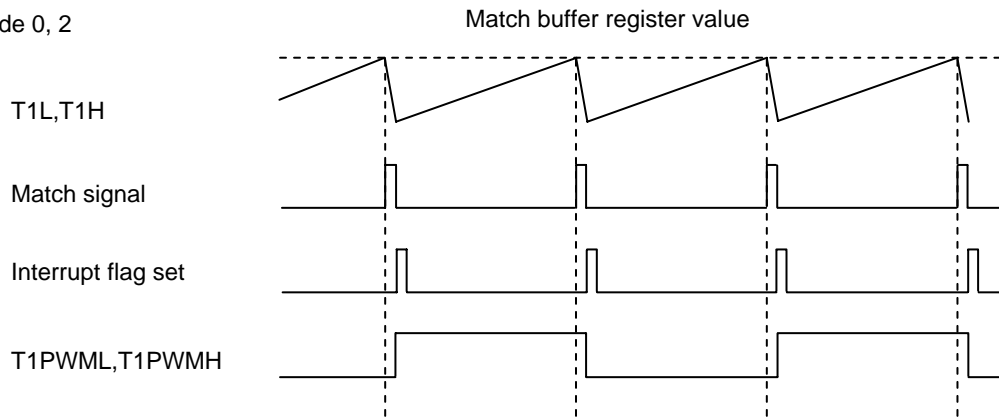 de 0, 2
Match buffer register value
T1L,T1H
Match signal
Interrupt flag set
T1PWML,T1PWMH